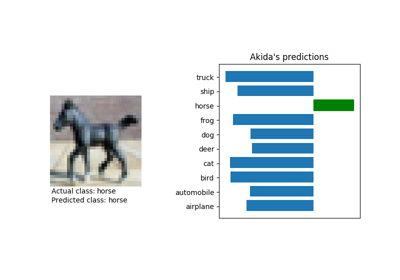 Akida's predictions
truck
ship
horse
frog
dog
deer
cat
bird
automobile
airplane
Actual class: horse
Predicted class: horse